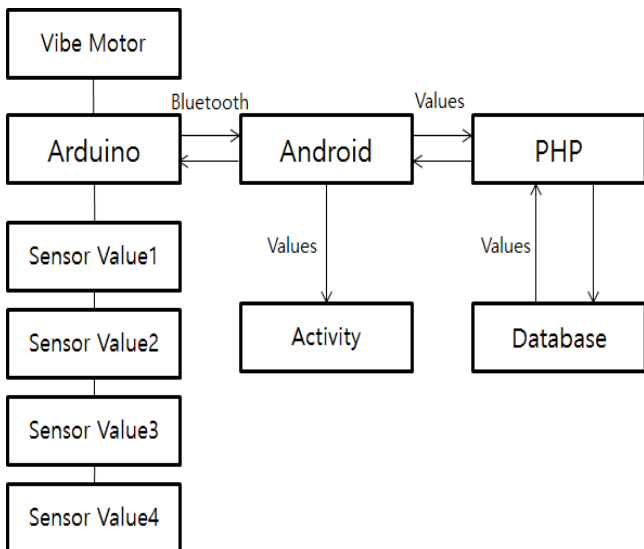 Vibe Motor
Bluetooth
Values
Arduino
Android
PHP
Sensor Value1
Values
Values
Sensor Value2
Activity
Database
Sensor Value3
Sensor Value4